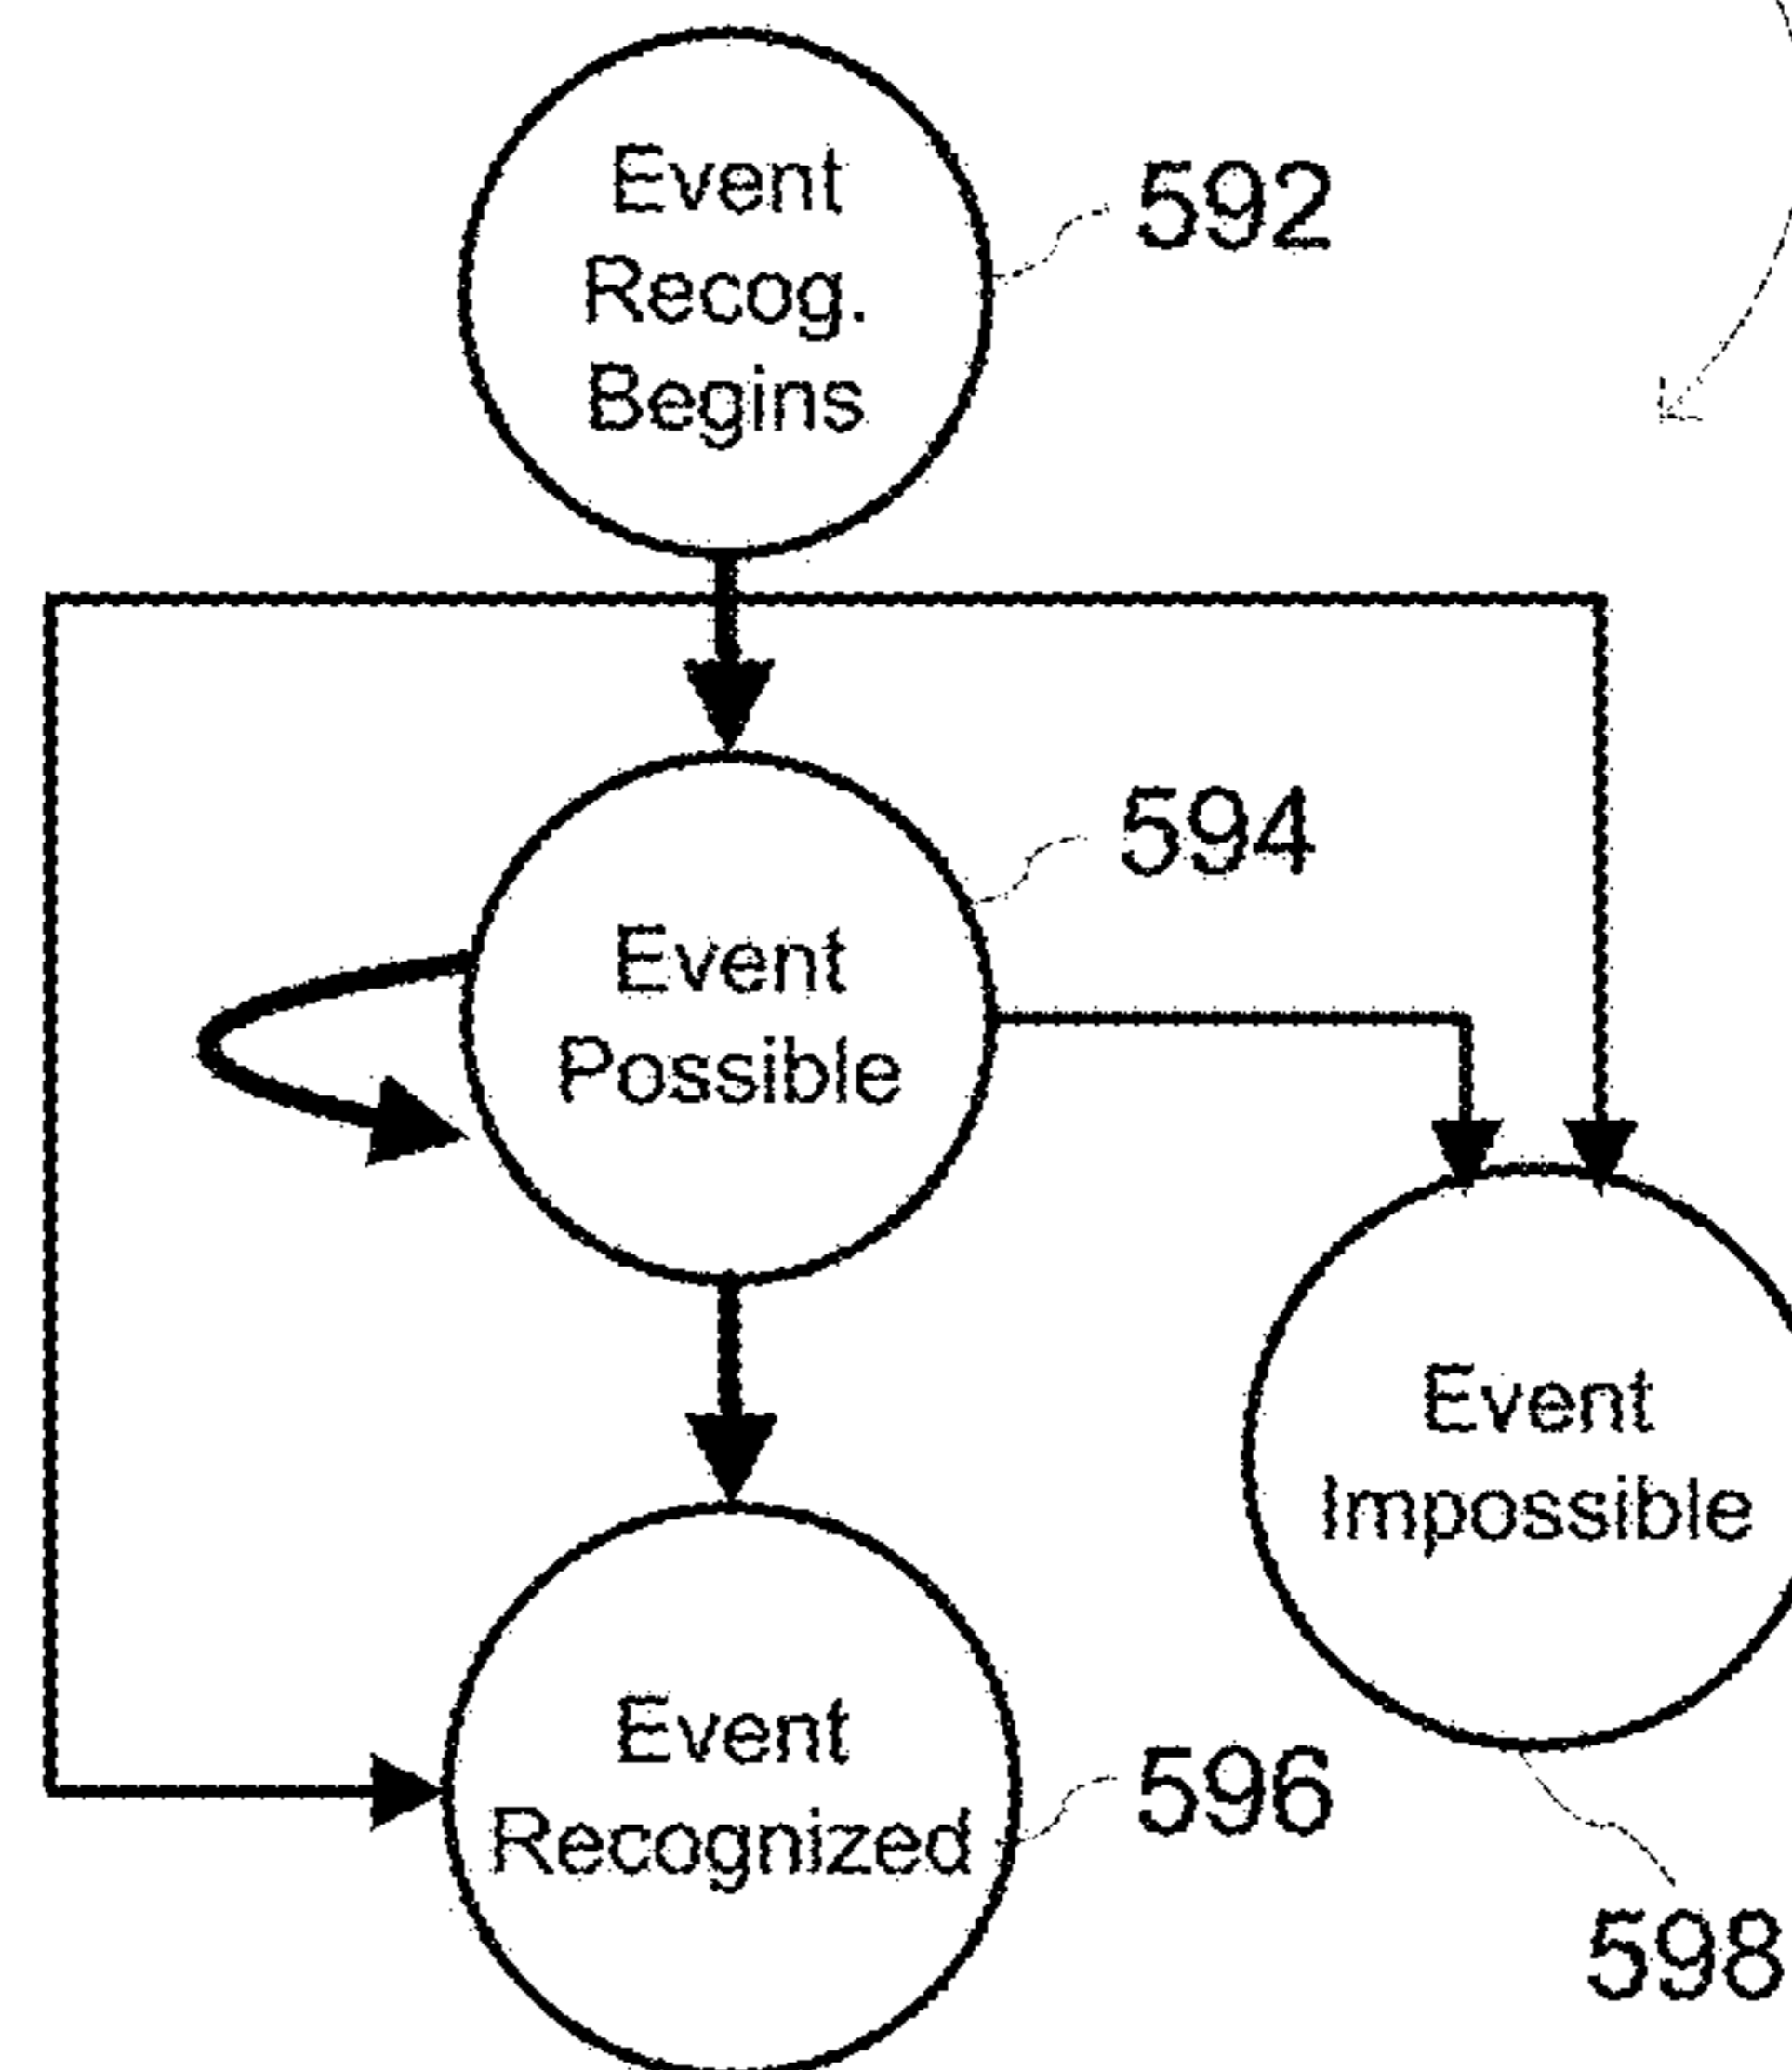 Event
Recog.
Begins
592
594
Event
Possible
Event
Impossible
Event
Recognized
596
598